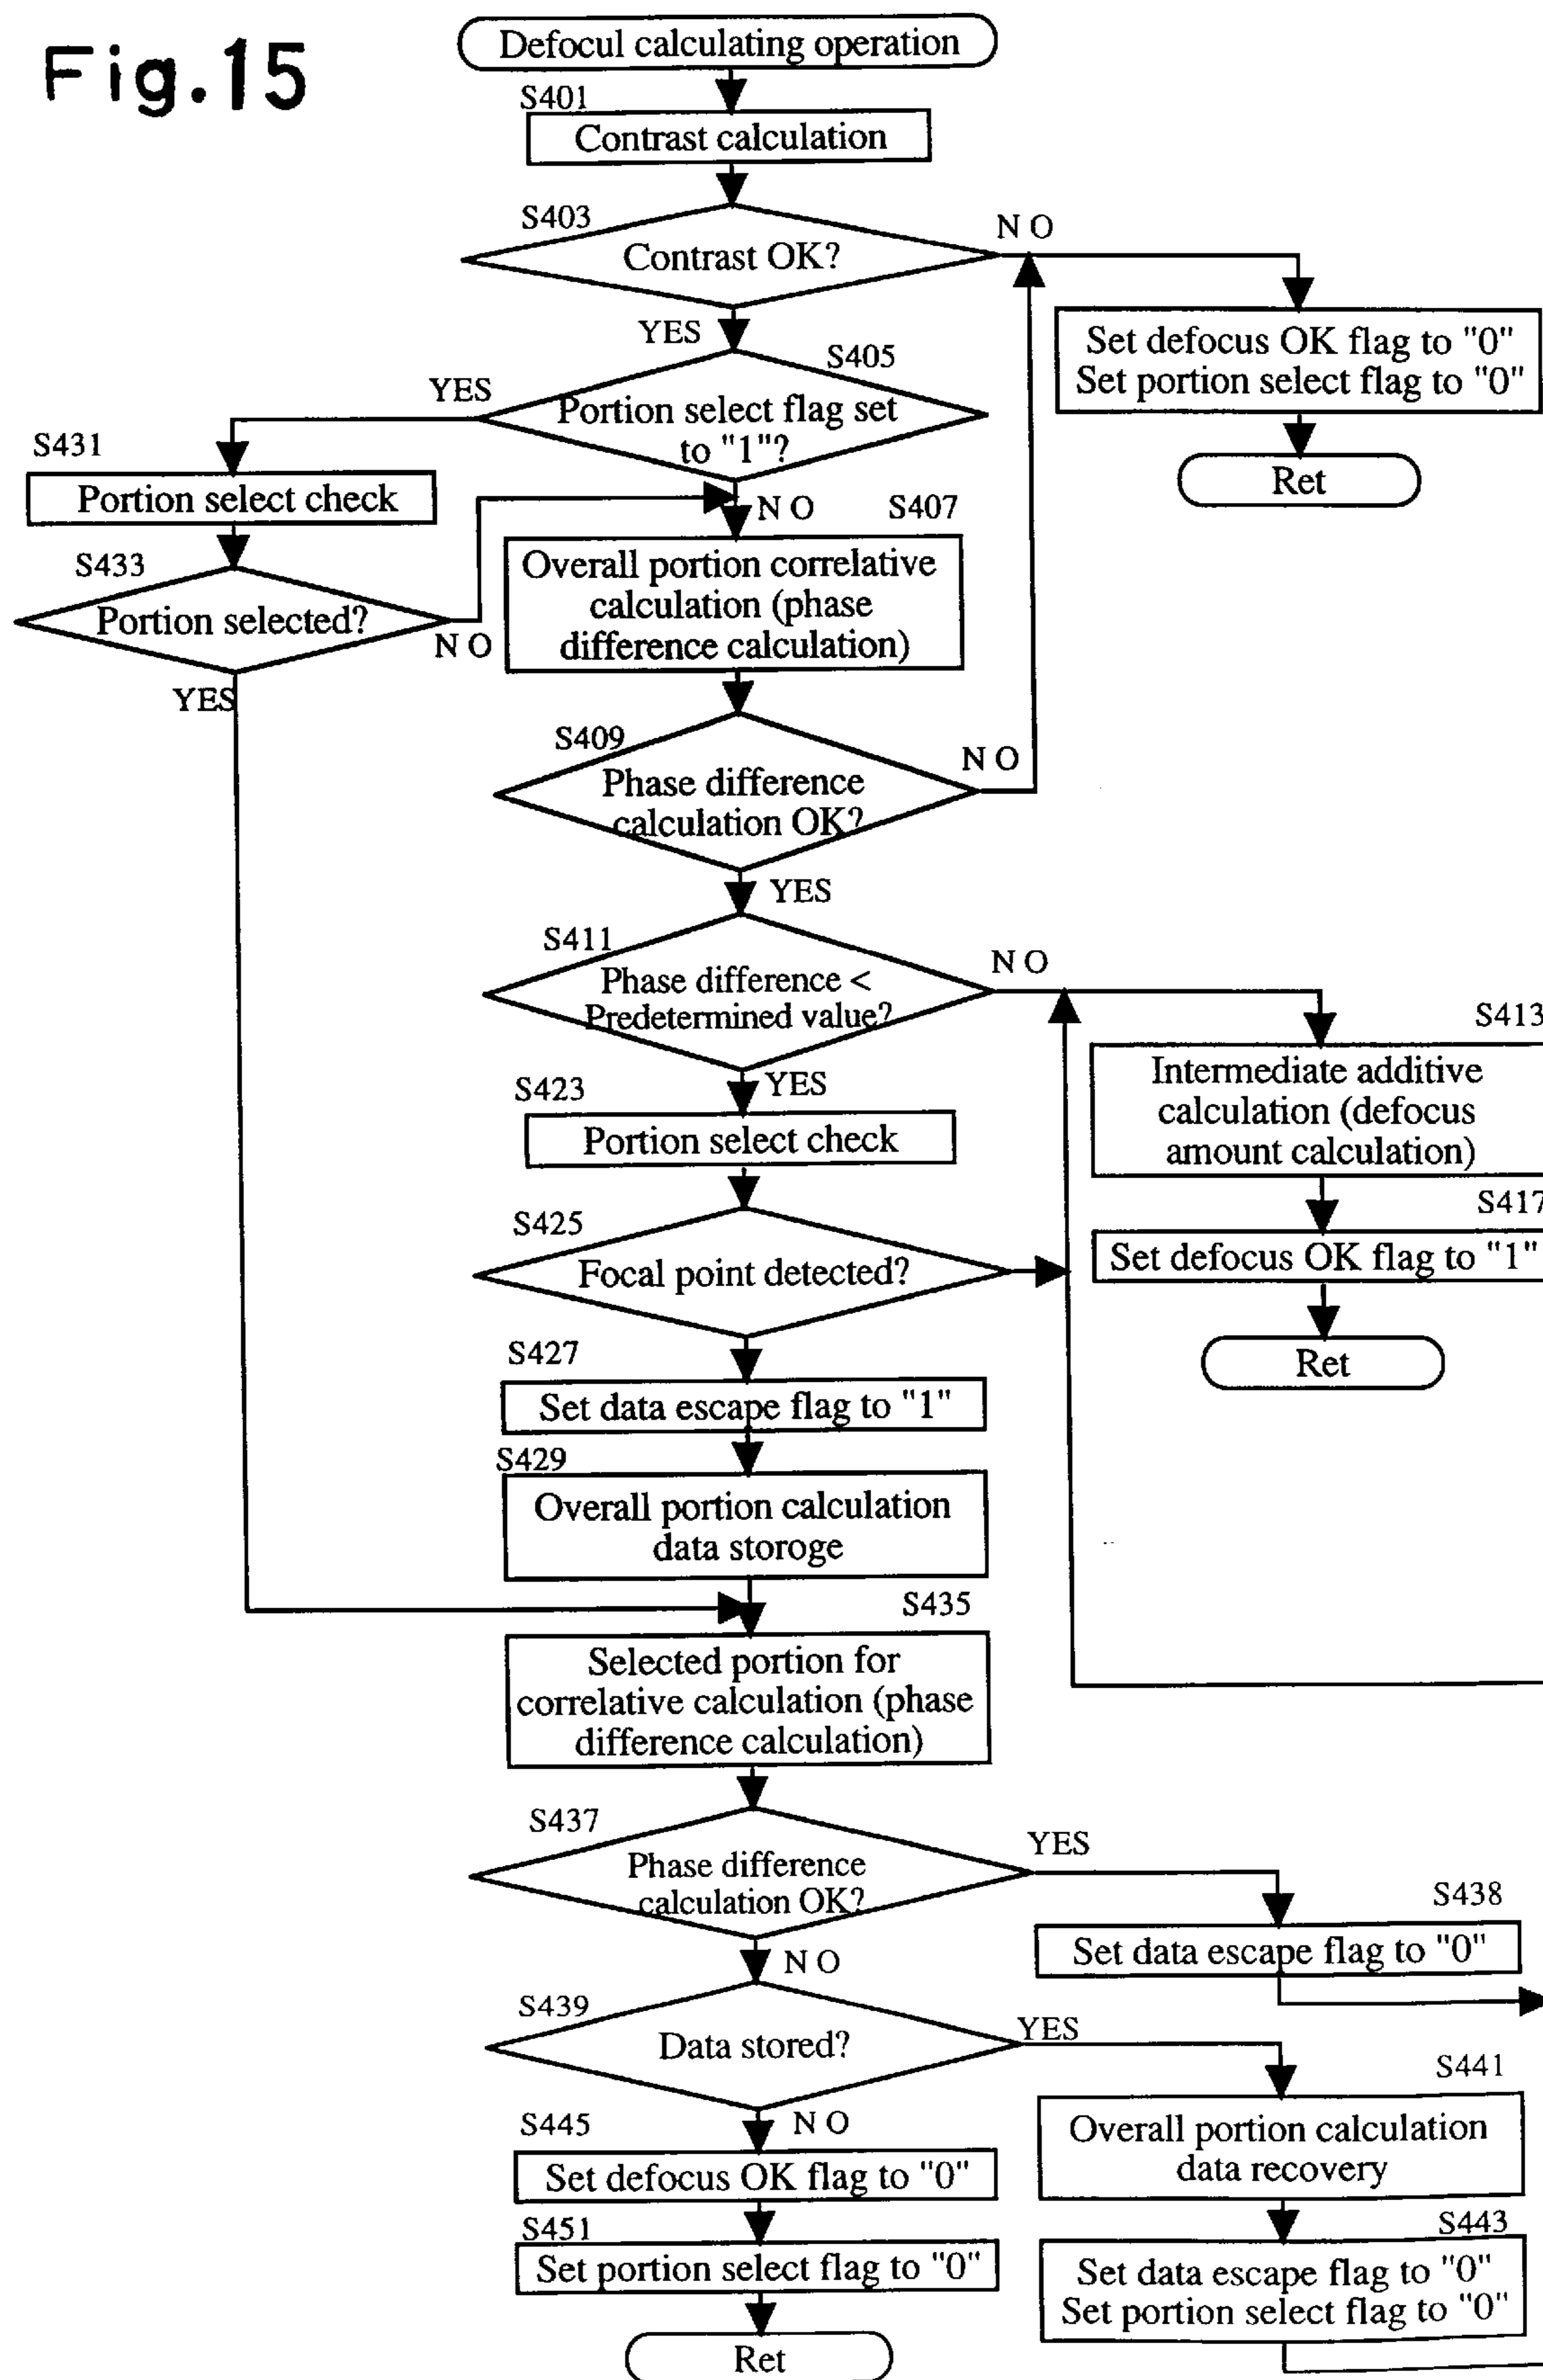 Fig.15
Defocul calculating operation
S401
Contrast calculation
S403
Contrast OK?
NO
YES
Set defocus OK flag to "0"
Set portion select flag to "0"
Ret
S405
Portion select flag set
to "1"?
YES
NO
S431
Portion select check
S433
Portion selected?
NO
YES
S407
Overall portion correlative
calculation (phase
difference calculation)
S409
Phase difference
calculation OK?
NO
YES
S411
Phase difference <
Predetermined value?
NO
YES
S413
Intermediate additive
calculation (defocus
amount calculation)
S417
Set defocus OK flag to "1"
Ret
S423
Portion select check
S425
Focal point detected?
S427
Set data escape flag to "1"
S429
Overall portion calculation
data storoge
S435
Selected portion for
correlative calculation (phase
difference calculation)
S437
Phase difference
calculation OK?
YES
NO
S438
Set data escape flag to "0"
S439
Data stored?
YES
NO
S441
Overall portion calculation
data recovery
S443
Set data escape flag to "0"
Set portion select flag to "0"
S445
Set defocus OK flag to "0"
S451
Set portion select flag to "0"
Ret